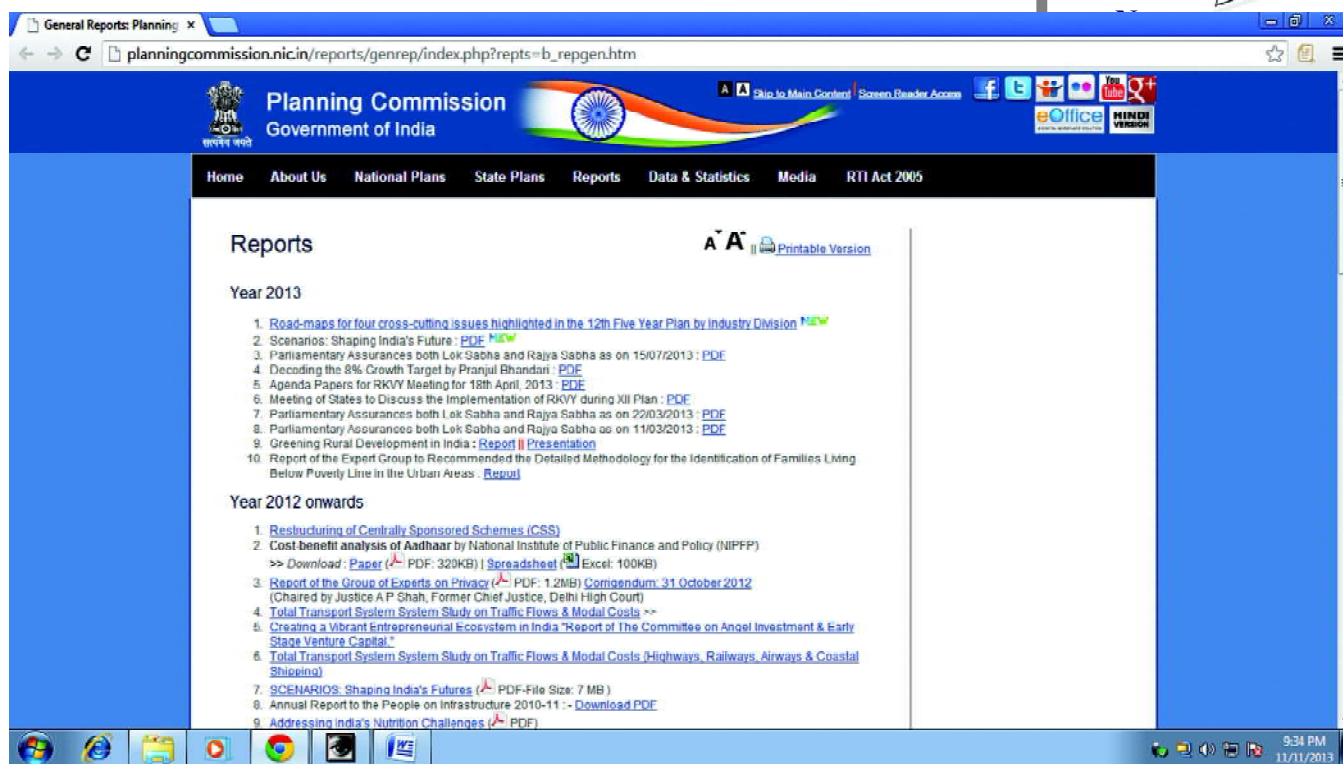 General Reports: Planning
planningcommission.nic.in/reports/genrep/index.php?repts=b_repgen.htm
सत्यमेव जयते
Planning Commission
Government of India
A A Skip to Main Content Screen Reader Access
You Tube
eOffice HINDI VERSION
Home About Us National Plans State Plans Reports Data & Statistics Media RTI Act 2005
Reports
A A || Printable Version
Year 2013
1. Road-maps for four cross-cutting issues highlighted in the 12th Five Year Plan by Industry Division NEW
2. Scenarios: Shaping India's Future : PDF NEW
3. Parliamentary Assurances both Lok Sabha and Rajya Sabha as on 15/07/2013 : PDF
4. Decoding the 8% Growth Target by Pranjul Bhandari : PDF
5. Agenda Papers for RKVY Meeting for 18th April, 2013 : PDF
6. Meeting of States to Discuss the Implementation of RKVY during XII Plan : PDF
7. Parliamentary Assurances both Lok Sabha and Rajya Sabha as on 22/03/2013 : PDF
8. Parliamentary Assurances both Lok Sabha and Rajya Sabha as on 11/03/2013 : PDF
9. Greening Rural Development in India : Report || Presentation
10. Report of the Expert Group to Recommended the Detailed Methodology for the Identification of Families Living
Below Poverty Line in the Urban Areas : Report
Year 2012 onwards
1. Restructuring of Centrally Sponsored Schemes (CSS)
2. Cost-benefit analysis of Aadhaar by National Institute of Public Finance and Policy (NIPFP)
>> Download : Paper ( PDF: 320KB) | Spreadsheet ( Excel: 100KB)
3. Report of the Group of Experts on Privacy ( PDF: 1.2MB) Corrigendum: 31 October 2012
(Chaired by Justice A P Shah, Former Chief Justice, Delhi High Court)
4. Total Transport System System Study on Traffic Flows & Modal Costs >>
5. Creating a Vibrant Entrepreneurial Ecosystem in India "Report of The Committee on Angel Investment & Early
Stage Venture Capital."
6. Total Transport System System Study on Traffic Flows & Modal Costs (Highways, Railways, Airways & Coastal
Shipping)
7. SCENARIOS: Shaping India's Futures ( PDF-File Size: 7 MB )
8. Annual Report to the People on Infrastructure 2010-11 : - Download PDF
9. Addressing India's Nutrition Challenges ( PDF)
9:34 PM
11/11/2013